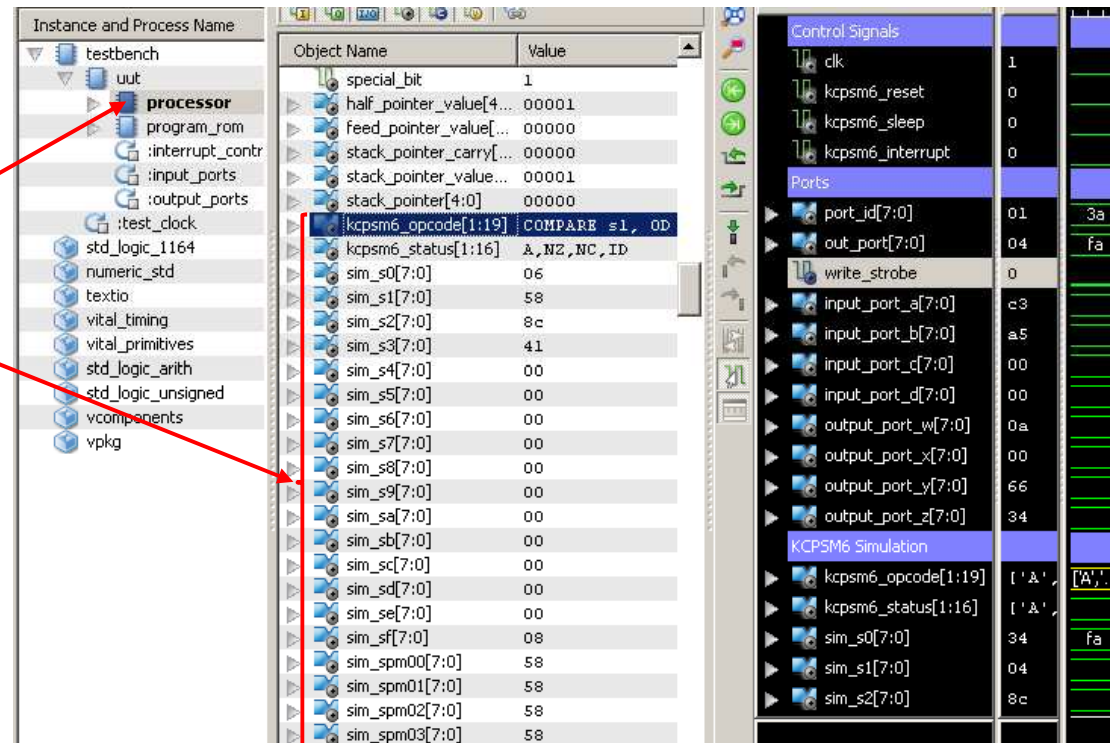 Instance and Process Name
testbench
uut
processor
program_rom
:interrupt_contr
:input_ports
:output_ports
:test_clock
std_logic_1164
numeric_std
textio
vital_timing
vital_primitives
std_logic_arith
std_logic_unsigned
vcomponents
vpkg
Object Name Value
special_bit 1
half_pointer_value[4... 00001
feed_pointer_value[... 00000
stack_pointer_carry[... 00000
stack_pointer_value... 00001
stack_pointer[4:0] 00000
kcpsm6_opcode[1:19] COMPARE s1, 0D
kcpsm6_status[1:16] A,NZ,NC,ID
sim_s0[7:0] 06
sim_s1[7:0] 58
sim_s2[7:0] 8c
sim_s3[7:0] 41
sim_s4[7:0] 00
sim_s5[7:0] 00
sim_s6[7:0] 00
sim_s7[7:0] 00
sim_s8[7:0] 00
sim_s9[7:0] 00
sim_sa[7:0] 00
sim_sb[7:0] 00
sim_sc[7:0] 00
sim_sd[7:0] 00
sim_se[7:0] 00
sim_sf[7:0] 08
sim_spm00[7:0] 58
sim_spm01[7:0] 58
sim_spm02[7:0] 58
sim_spm03[7:0] 58
Control Signals
clk 1
kcpsm6_reset 0
kcpsm6_sleep 0
kcpsm6_interrupt 0
Ports
port_id[7:0] 01 3a
out_port[7:0] 04 fa
write_strobe 0
input_port_a[7:0] c3
input_port_b[7:0] a5
input_port_c[7:0] 00
input_port_d[7:0] 00
output_port_w[7:0] 0a
output_port_x[7:0] 00
output_port_y[7:0] 66
output_port_z[7:0] 34
KCPSM6 Simulation
kcpsm6_opcode[1:19] ['A', ['A',.
kcpsm6_status[1:16] ['A',
sim_s0[7:0] 34 fa
sim_s1[7:0] 04
sim_s2[7:0] 8c